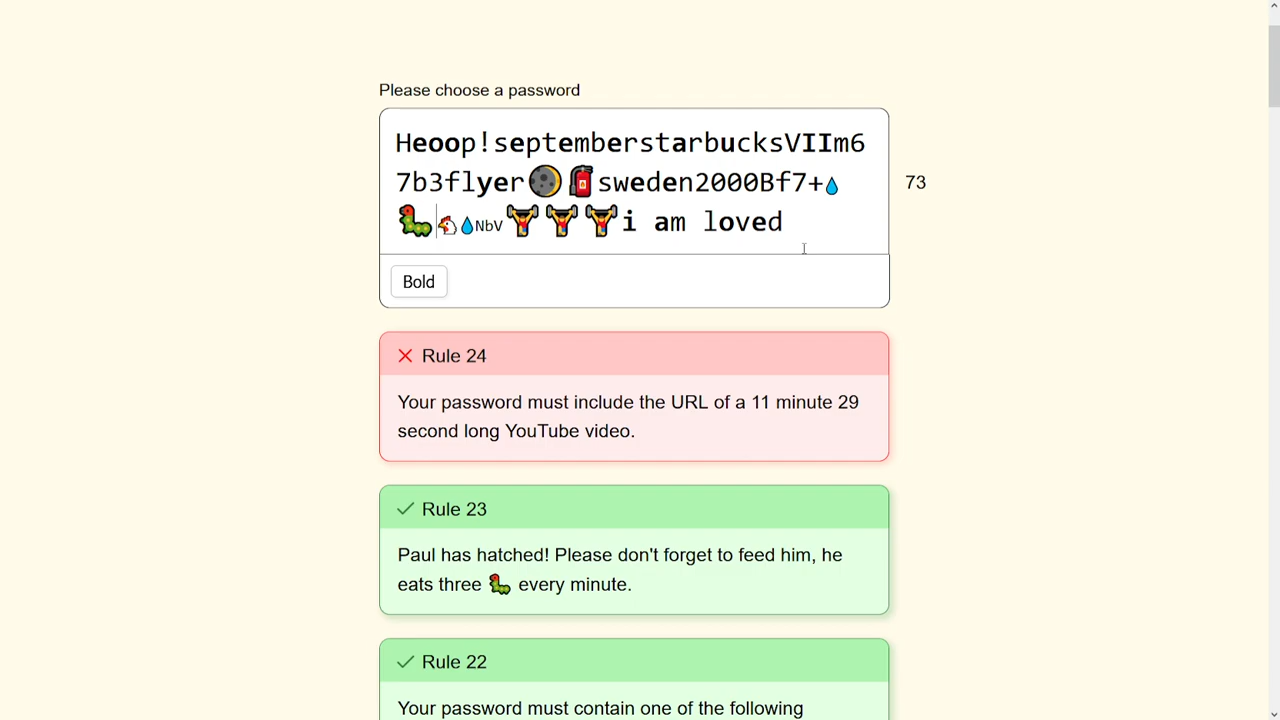 Please choose a password
Heoop!septemberstarbucksVIIm6
7b3flyer🌘🧯sweden2000Bf7+💧
🐛🐔💧NbV🏋️🏋️🏋️i am loved
73
Bold
Rule 24
Your password must include the URL of a 11 minute 29
second long YouTube video.
Rule 23
Paul has hatched! Please don't forget to feed him, he
eats three 🐛 every minute.
Rule 22
Your password must contain one of the following